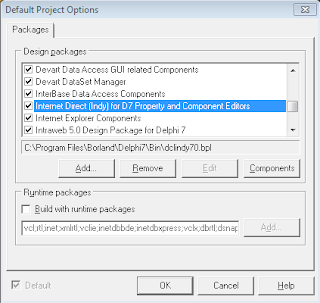 Default Project Options
Packages
Design packages
Devart Data Access GUI related Components
Devart DataSet Manager
InterBase Data Access Components
Internet Direct (Indy) for D7 Property and Component Editors
Internet Explorer Components
Intraweb 5.0 Design Package for Delphi 7
C:\Program Files\Borland\Delphi7\Bin\dclindy70.bpl
Add... Remove Edit Components
Runtime packages
Build with runtime packages
vcl;rtl;inet;xmlrtl;vclie;inetdbbde;inetdbxpress;vclx;dbrtl;dsnap Add...
Default OK Cancel Help